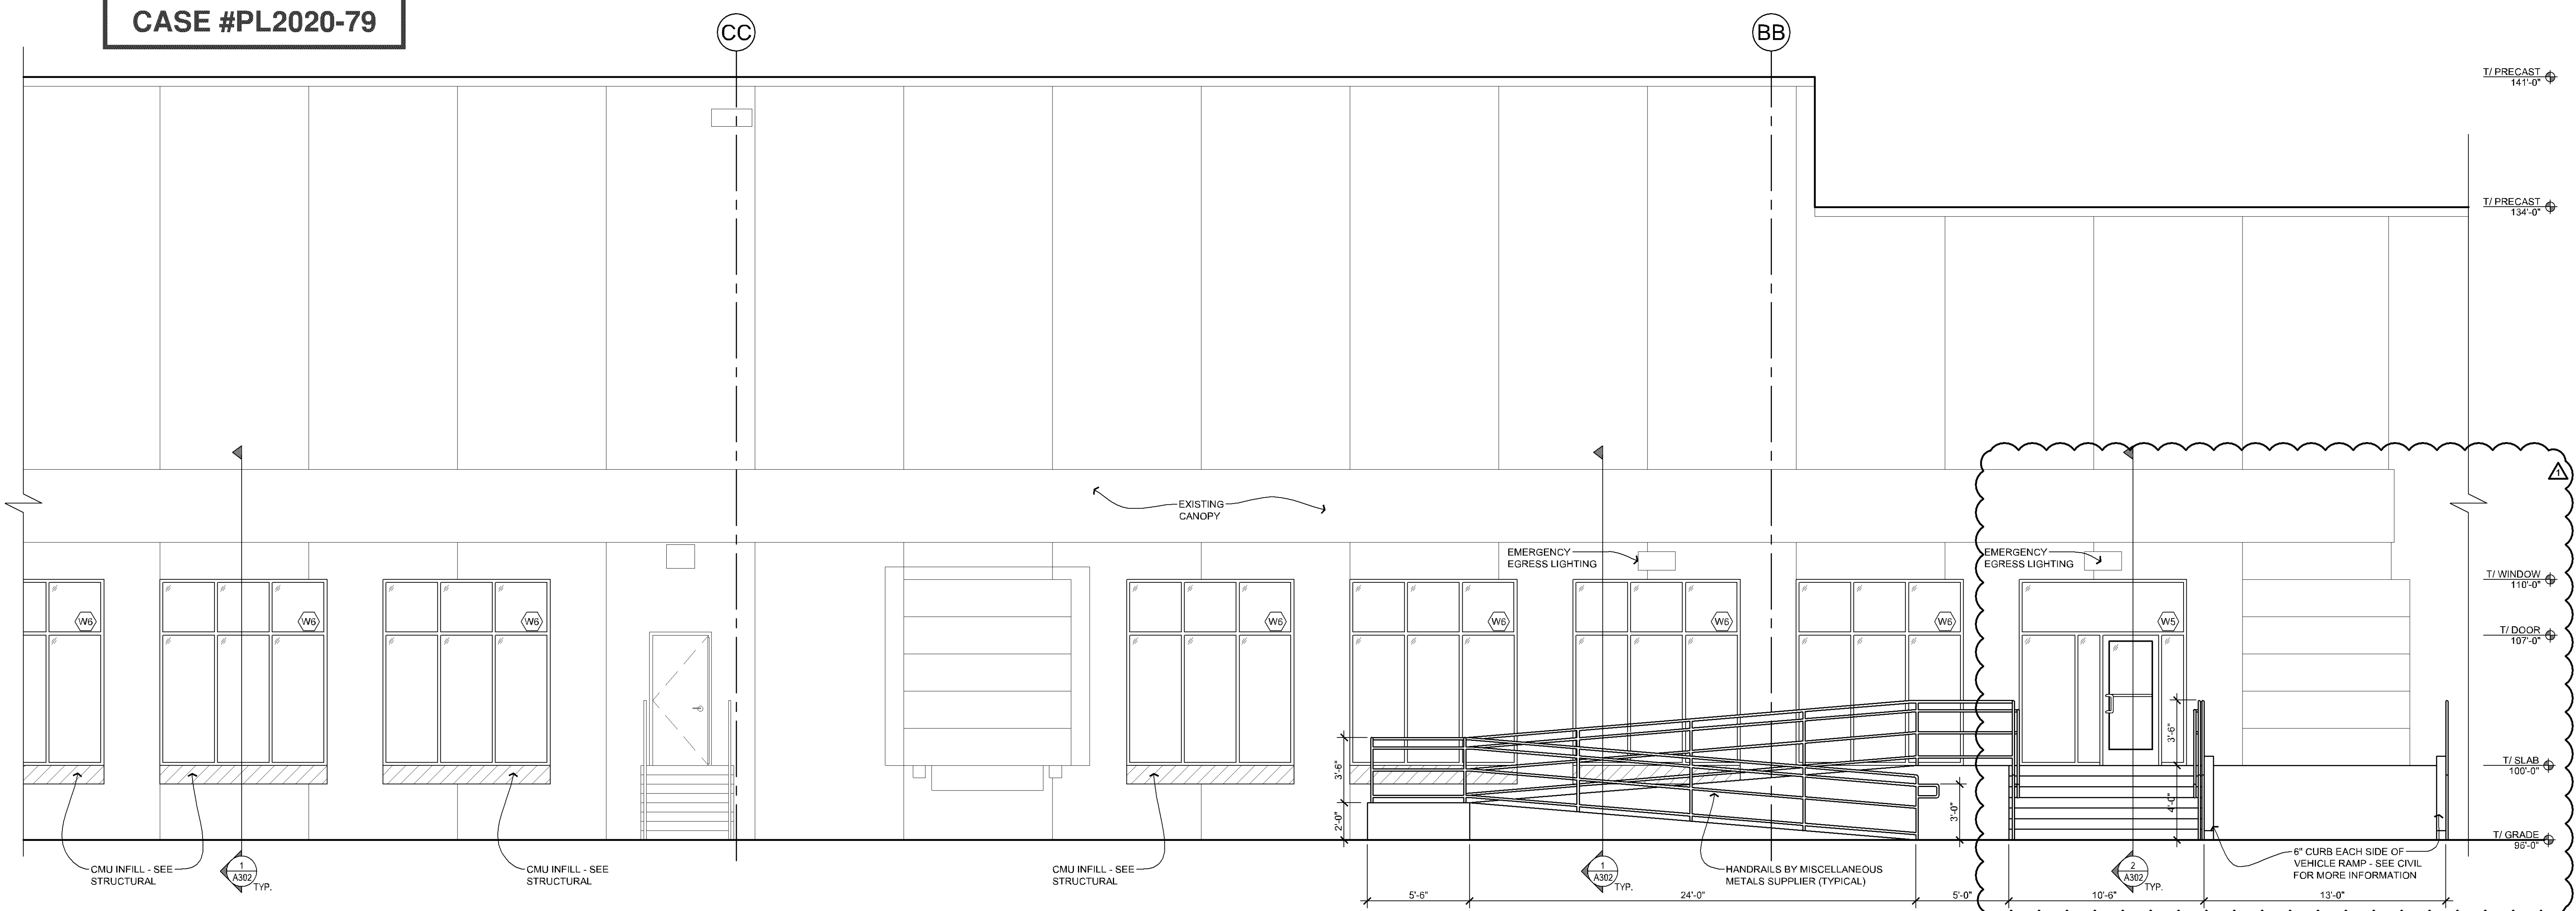 CASE #PL2020-79
CC
BB
T/ PRECAST
141'-0"
T/ PRECAST
134'-0"
1
EXISTING
CANOPY
EMERGENCY
EGRESS LIGHTING
EMERGENCY
EGRESS LIGHTING
T/ WINDOW
110'-0"
W6
W6
W6
W6
W6
W6
W6
W5
T/ DOOR
107'-0"
3'-6"
T/ SLAB
100'-0"
3'-6"
2'-0"
3'-0"
4'-0"
T/ GRADE
96'-0"
CMU INFILL - SEE
STRUCTURAL
1
A302
TYP.
CMU INFILL - SEE
STRUCTURAL
CMU INFILL - SEE
STRUCTURAL
1
A302
TYP.
HANDRAILS BY MISCELLANEOUS
METALS SUPPLIER (TYPICAL)
2
A302
TYP.
6" CURB EACH SIDE OF
VEHICLE RAMP - SEE CIVIL
FOR MORE INFORMATION
5'-6"
24'-0"
5'-0"
10'-6"
13'-0"